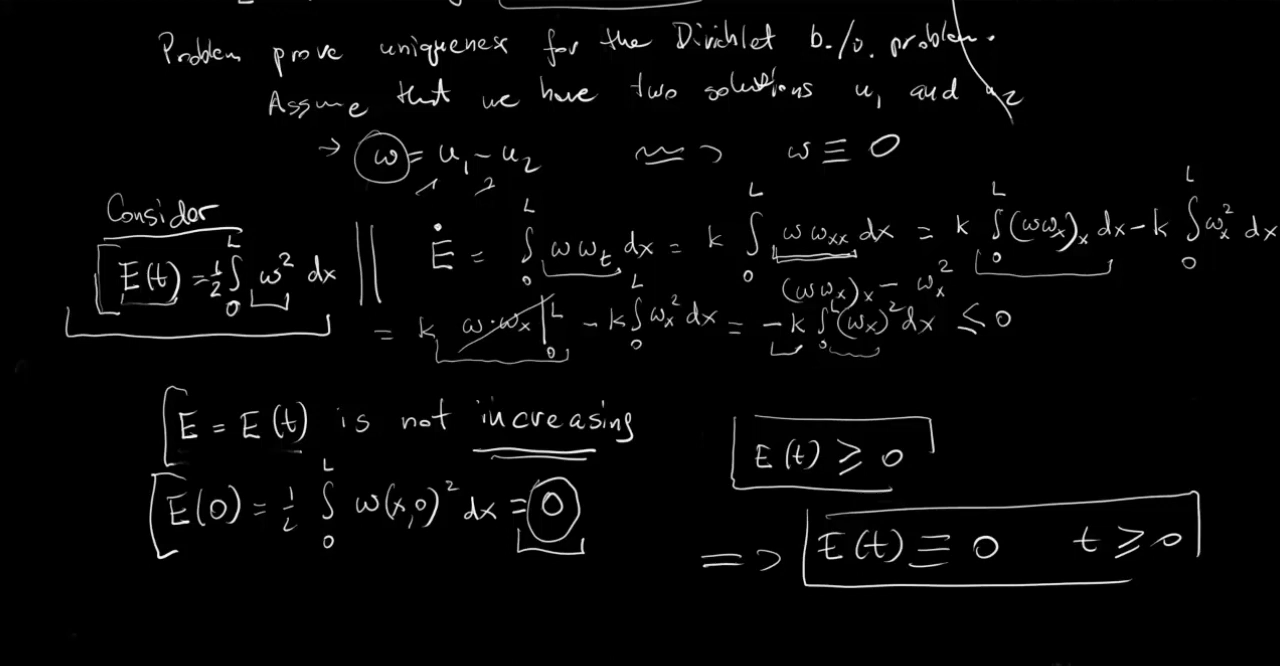 Problem prove uniqueness for the Dirichlet b./v. problem.
Assume that we have two solutions u₁ and u₂
→ w = u₁ - u₂ ⇝ w ≡ 0
Consider
E(t) = ½ ∫₀ᴸ w² dx || Ė = ∫₀ᴸ w wₜ dx = k ∫₀ᴸ w wₓₓ dx = k ∫₀ᴸ (w wₓ)ₓ dx - k ∫₀ᴸ wₓ² dx
(w wₓ)ₓ - wₓ²
= k w·wₓ |₀ᴸ - k ∫₀ᴸ wₓ² dx = -k ∫₀ᴸ (wₓ)² dx ≤ 0
E = E(t) is not increasing
E(t) ≥ 0
E(0) = ½ ∫₀ᴸ w(x,0)² dx = 0
=> E(t) ≡ 0 t ≥ 0